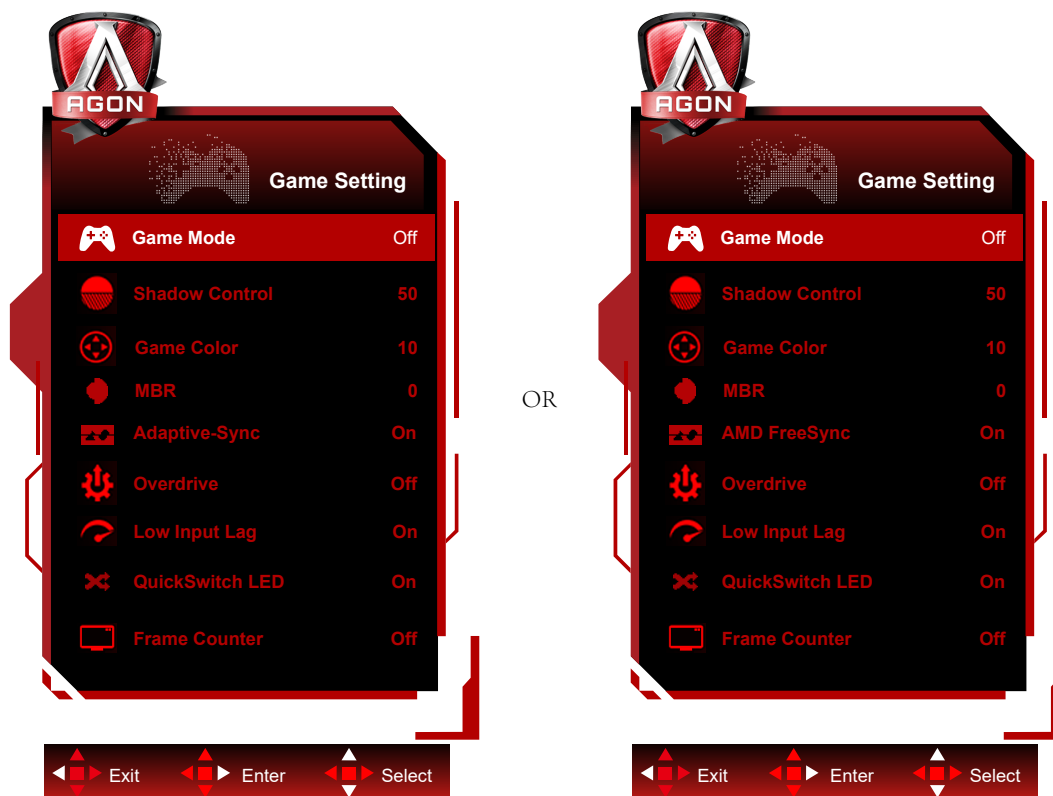 AGON
Game Setting
Game Mode Off
Shadow Control 50
Game Color 10
MBR 0
Adaptive-Sync On
Overdrive Off
Low Input Lag On
QuickSwitch LED On
Frame Counter Off
Exit Enter Select
OR
AGON
Game Setting
Game Mode Off
Shadow Control 50
Game Color 10
MBR 0
AMD FreeSync On
Overdrive Off
Low Input Lag On
QuickSwitch LED On
Frame Counter Off
Exit Enter Select